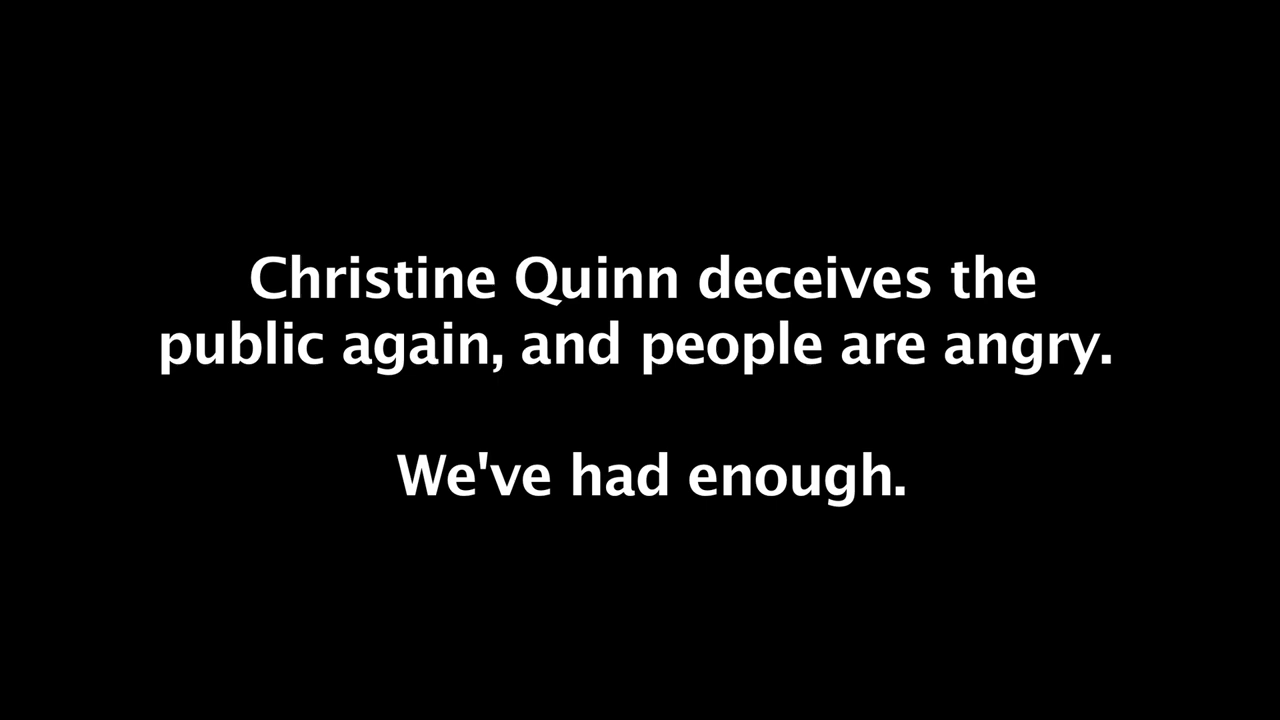 Christine Quinn deceives the
public again, and people are angry.
We've had enough.